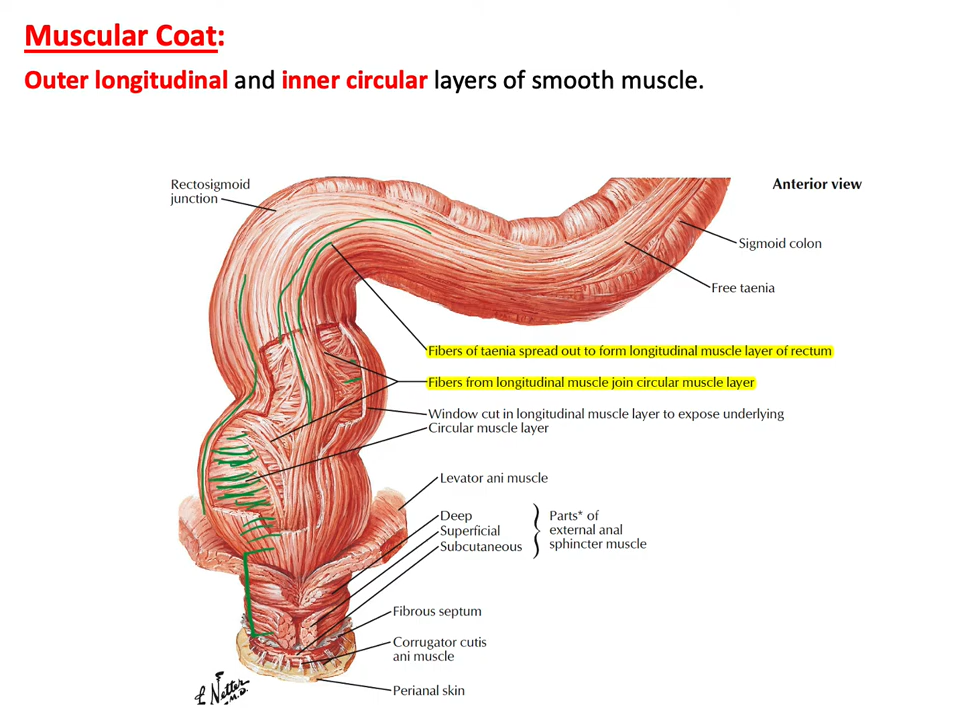 Muscular Coat:
Outer longitudinal and inner circular layers of smooth muscle.
Rectosigmoid
junction
Anterior view
Sigmoid colon
Free taenia
Fibers of taenia spread out to form longitudinal muscle layer of rectum
Fibers from longitudinal muscle join circular muscle layer
Window cut in longitudinal muscle layer to expose underlying
Circular muscle layer
Levator ani muscle
Deep
Superficial
Subcutaneous
Parts* of
external anal
sphincter muscle
Fibrous septum
Corrugator cutis
ani muscle
Perianal skin
F. Netter
M.D.